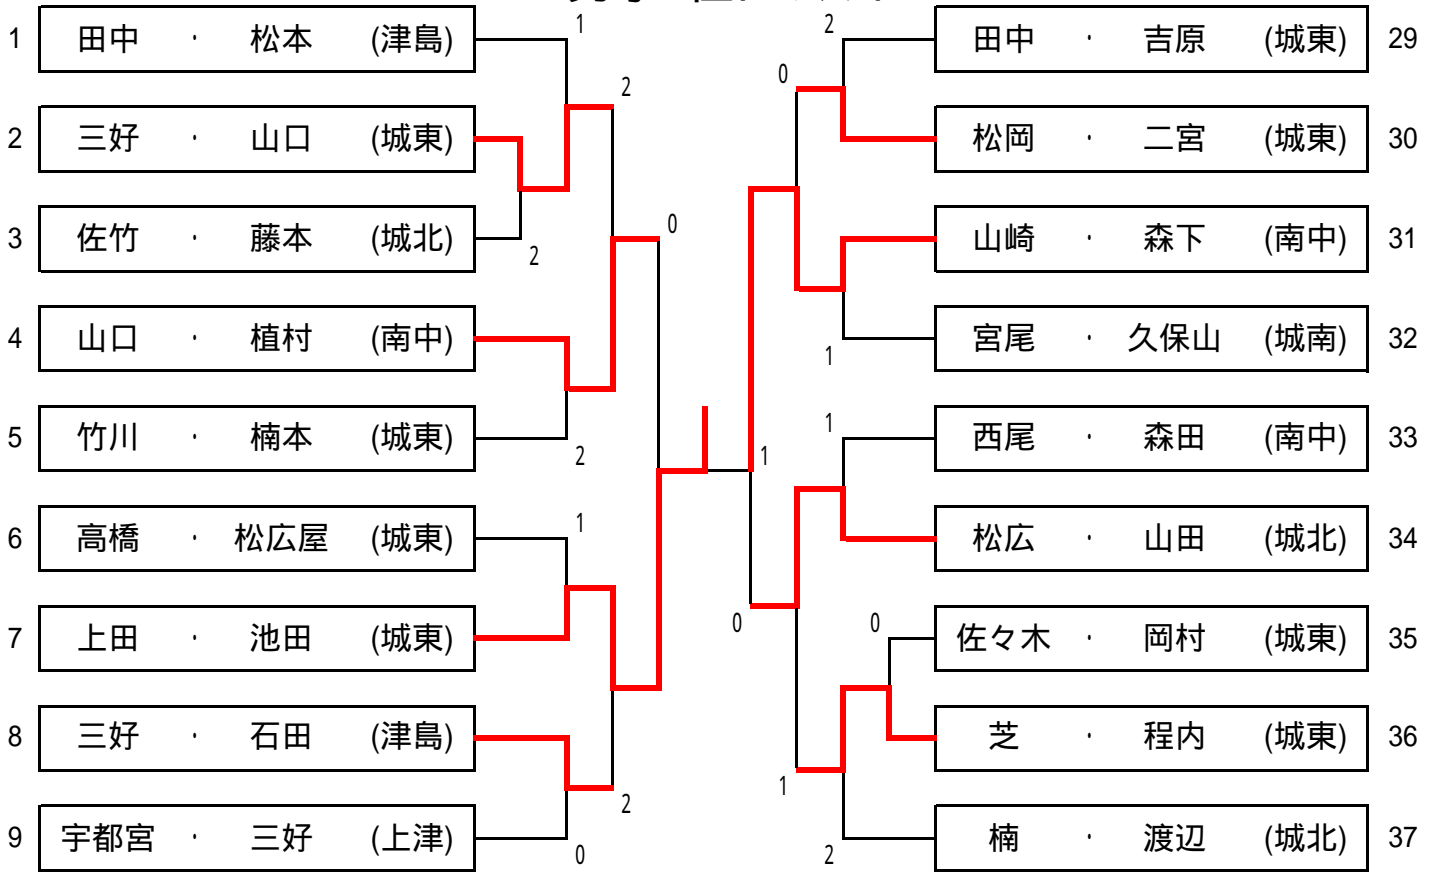 1 田中 ・ 松本 (津島)
2 三好 ・ 山口 (城東)
3 佐竹 ・ 藤本 (城北)
4 山口 ・ 植村 (南中)
5 竹川 ・ 楠本 (城東)
6 高橋 ・ 松広屋 (城東)
7 上田 ・ 池田 (城東)
8 三好 ・ 石田 (津島)
9 宇都宮 ・ 三好 (上津)
1
2
2
0
2
1
2
0
2
0
1
1
1
0
0
1
2
田中 ・ 吉原 (城東) 29
松岡 ・ 二宮 (城東) 30
山崎 ・ 森下 (南中) 31
宮尾 ・ 久保山 (城南) 32
西尾 ・ 森田 (南中) 33
松広 ・ 山田 (城北) 34
佐々木 ・ 岡村 (城東) 35
芝 ・ 程内 (城東) 36
楠 ・ 渡辺 (城北) 37